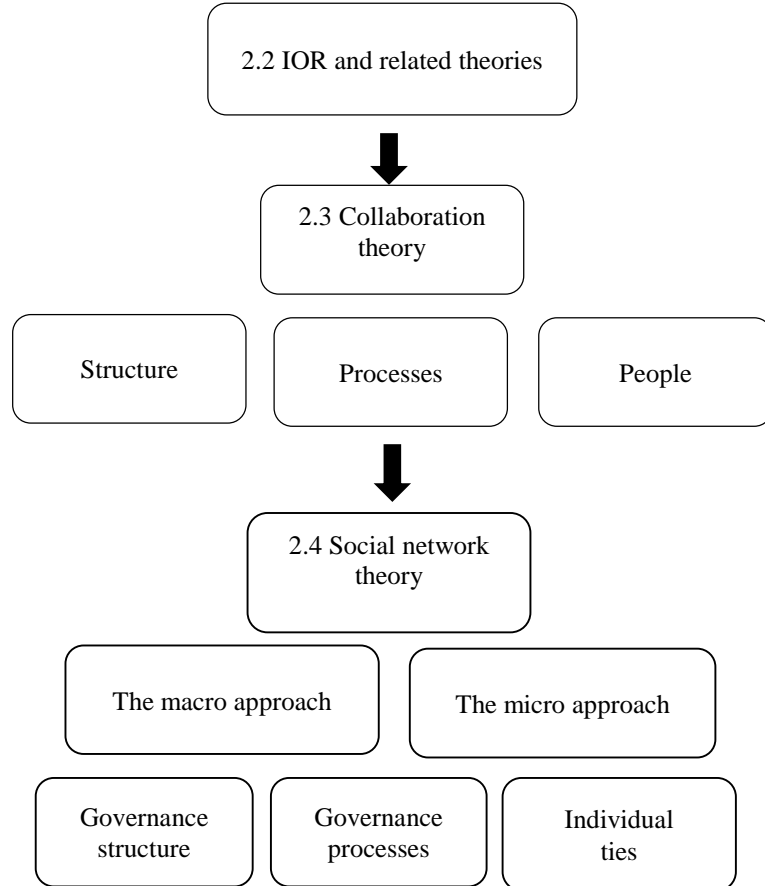 2.2 IOR and related theories
2.3 Collaboration
theory
Structure
Processes
People
2.4 Social network
theory
The macro approach
The micro approach
Governance
structure
Governance
processes
Individual
ties